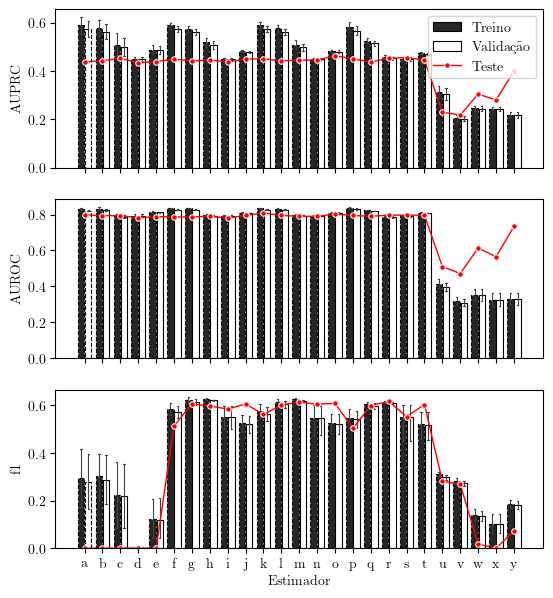 0.6
0.4
0.2
0.0
AUPRC
Treino
Validação
Teste
0.8
0.6
0.4
0.2
0.0
AUROC
0.6
0.4
0.2
0.0
f1
a b c d e f g h i j k l m n o p q r s t u v w x y
Estimador